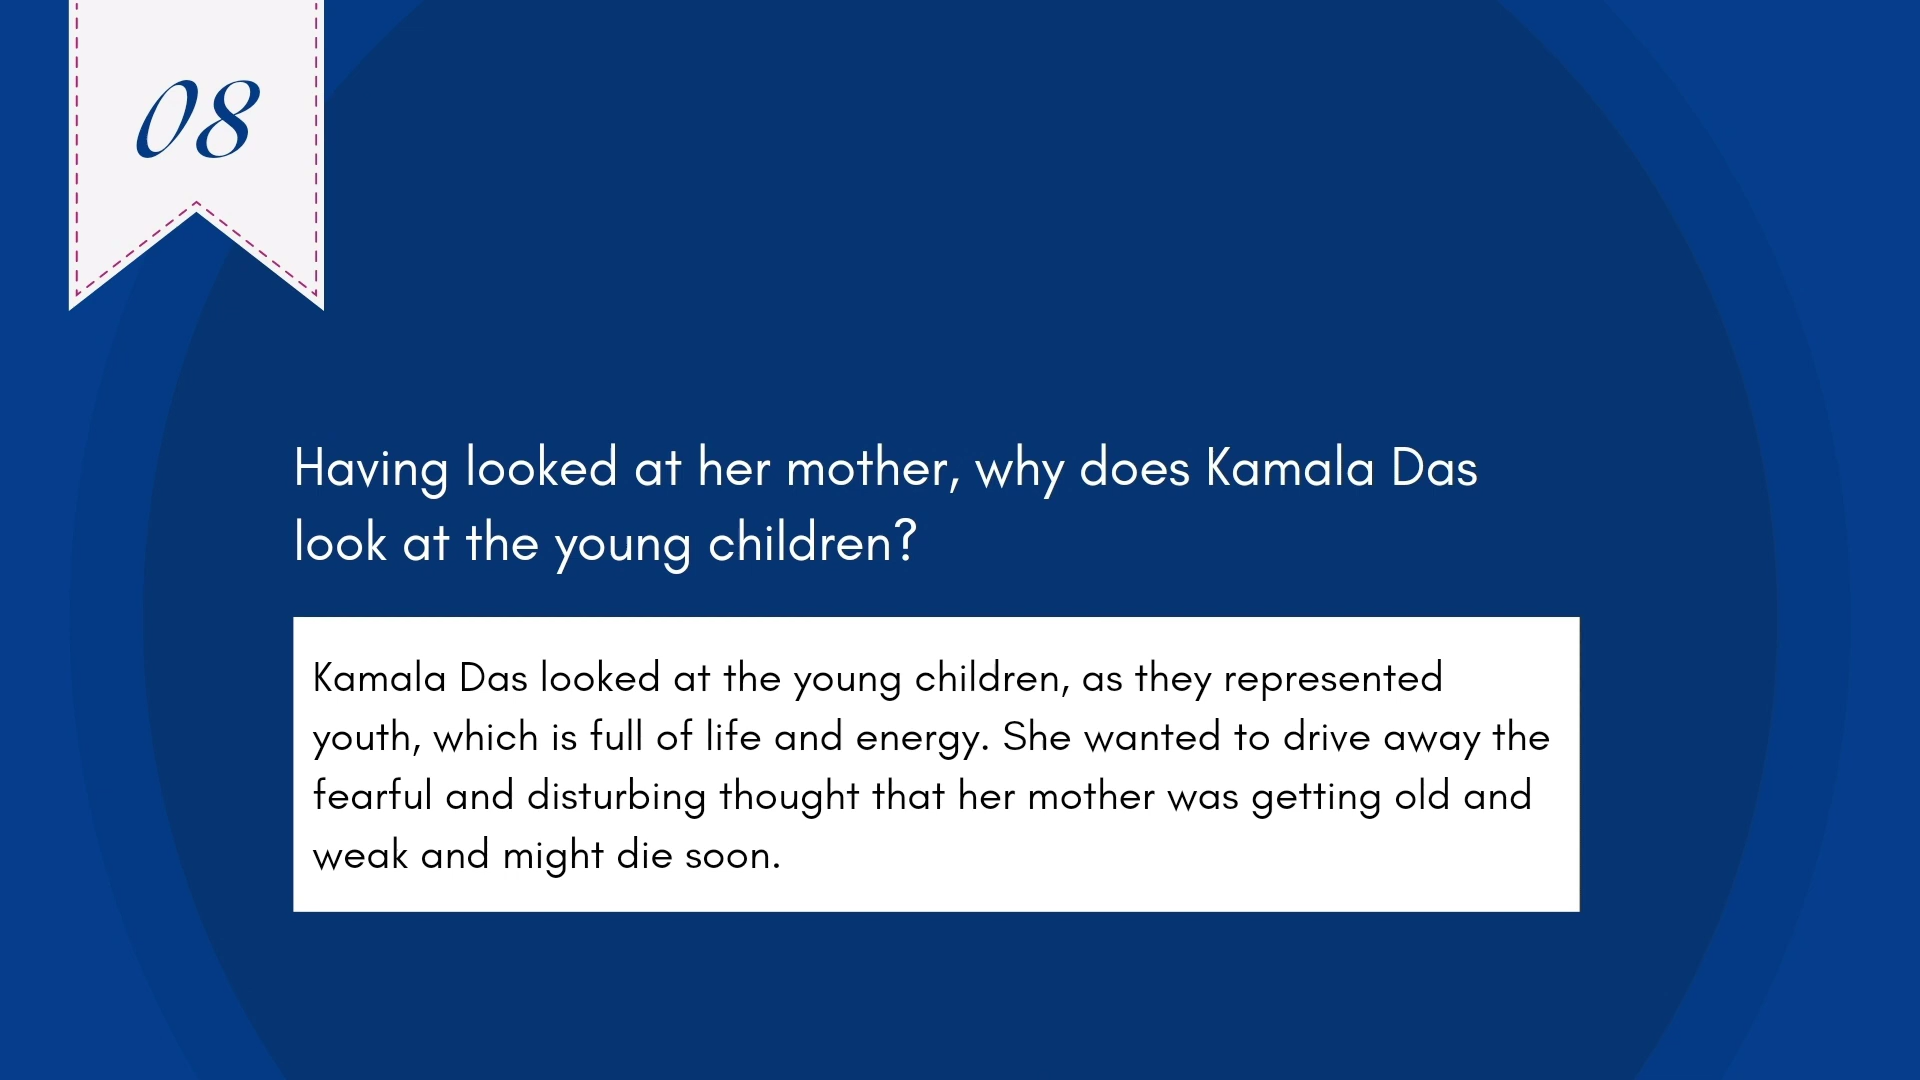 08
Having looked at her mother, why does Kamala Das
look at the young children?
Kamala Das looked at the young children, as they represented
youth, which is full of life and energy. She wanted to drive away the
fearful and disturbing thought that her mother was getting old and
weak and might die soon.